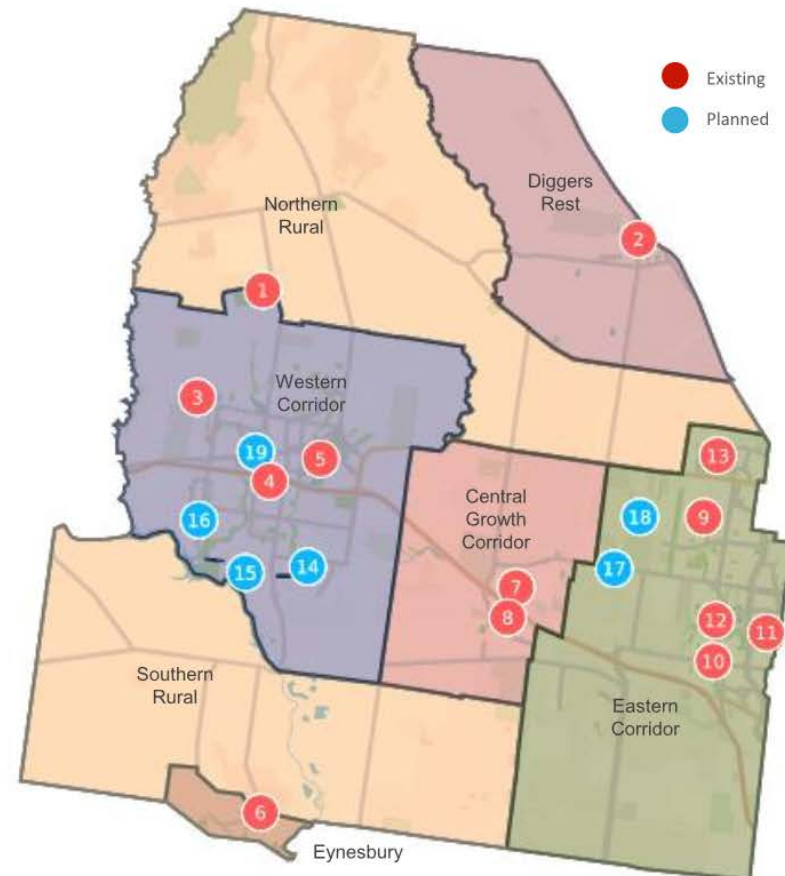 Existing
Planned
Diggers
Rest
Northern
Rural
2
1
Western
Corridor
3
19
5
4
13
Central
Growth
Corridor
16
18
9
15
14
17
7
8
12
11
10
Southern
Rural
Eastern
Corridor
6
Eynesbury